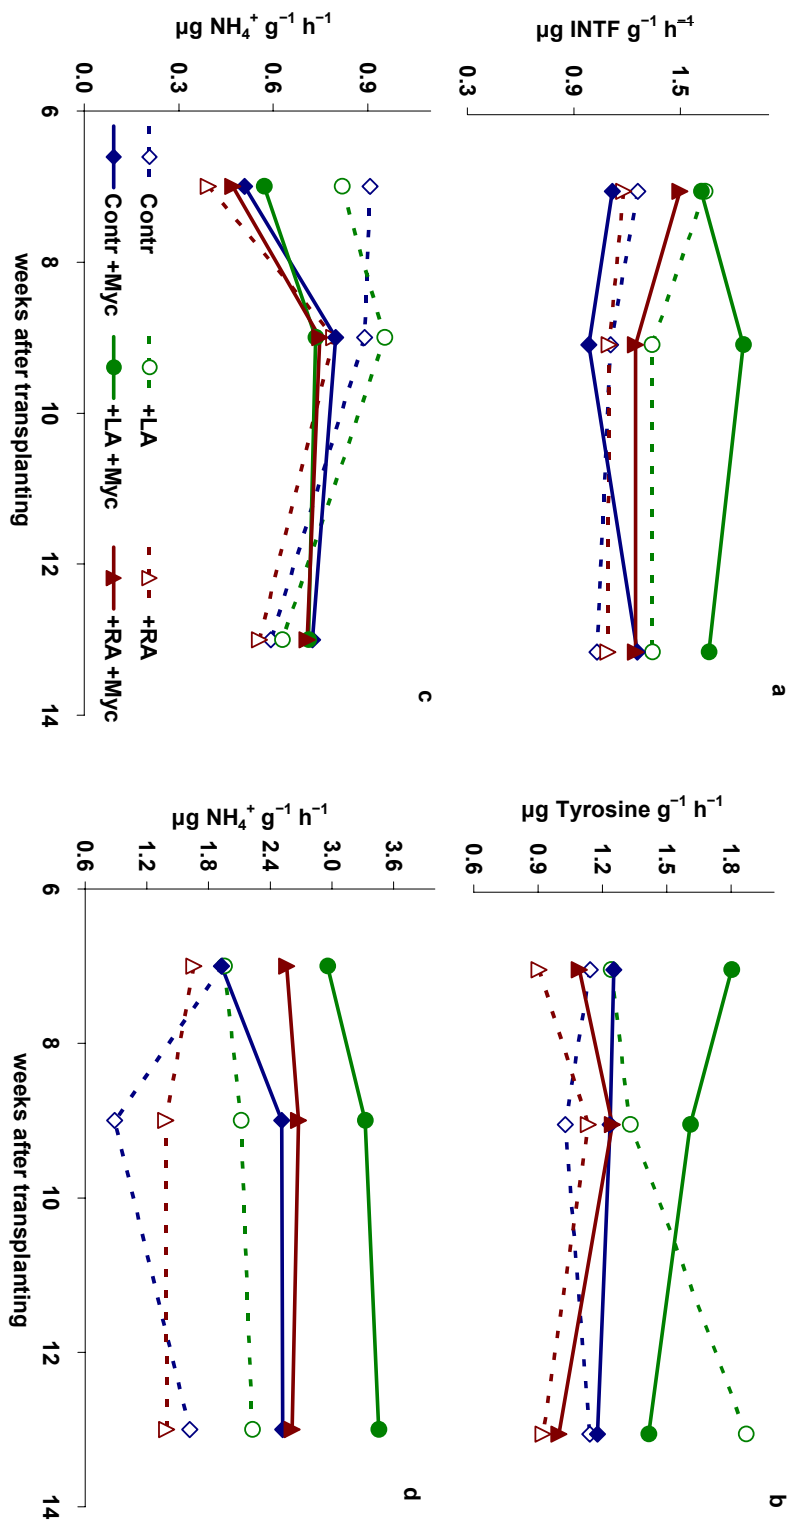 a
µg INTF g⁻¹ h⁻¹
1.5
0.9
0.3
b
µg Tyrosine g⁻¹ h⁻¹
1.8
1.5
1.2
0.9
0.6
c
µg NH₄⁺ g⁻¹ h⁻¹
0.9
0.6
0.3
0.0
Contr +LA +RA
Contr +Myc +LA +Myc +RA +Myc
6 8 10 12 14
weeks after transplanting
d
µg NH₄⁺ g⁻¹ h⁻¹
3.6
3.0
2.4
1.8
1.2
0.6
6 8 10 12 14
weeks after transplanting